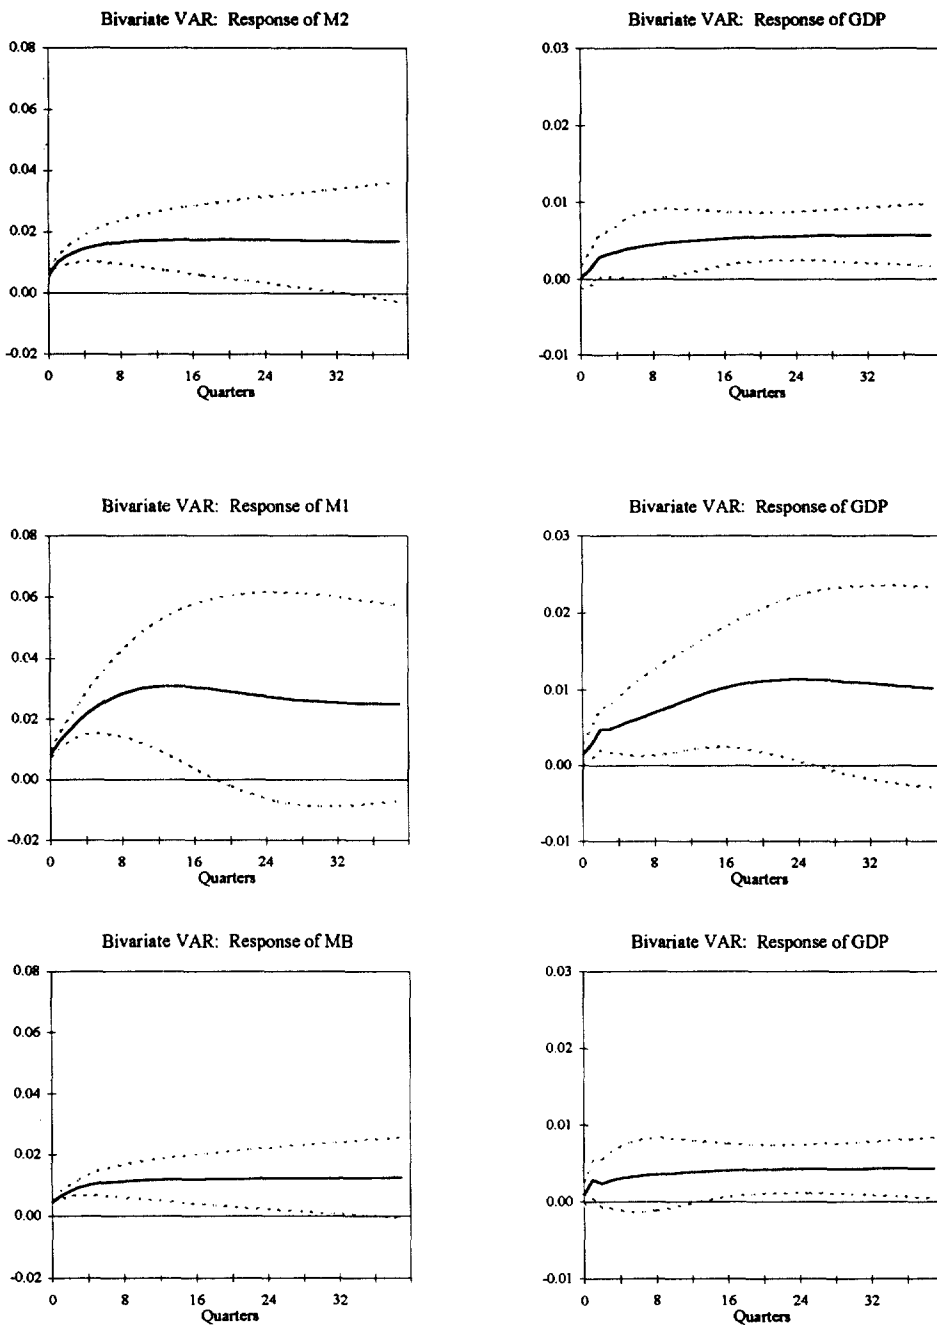 Bivariate VAR: Response of M2
0.08
0.06
0.04
0.02
0.00
-0.02
0 8 16 24 32
Quarters
Bivariate VAR: Response of GDP
0.03
0.02
0.01
0.00
-0.01
0 8 16 24 32
Quarters
Bivariate VAR: Response of M1
0.08
0.06
0.04
0.02
0.00
-0.02
0 8 16 24 32
Quarters
Bivariate VAR: Response of GDP
0.03
0.02
0.01
0.00
-0.01
0 8 16 24 32
Quarters
Bivariate VAR: Response of MB
0.08
0.06
0.04
0.02
0.00
-0.02
0 8 16 24 32
Quarters
Bivariate VAR: Response of GDP
0.03
0.02
0.01
0.00
-0.01
0 8 16 24 32
Quarters